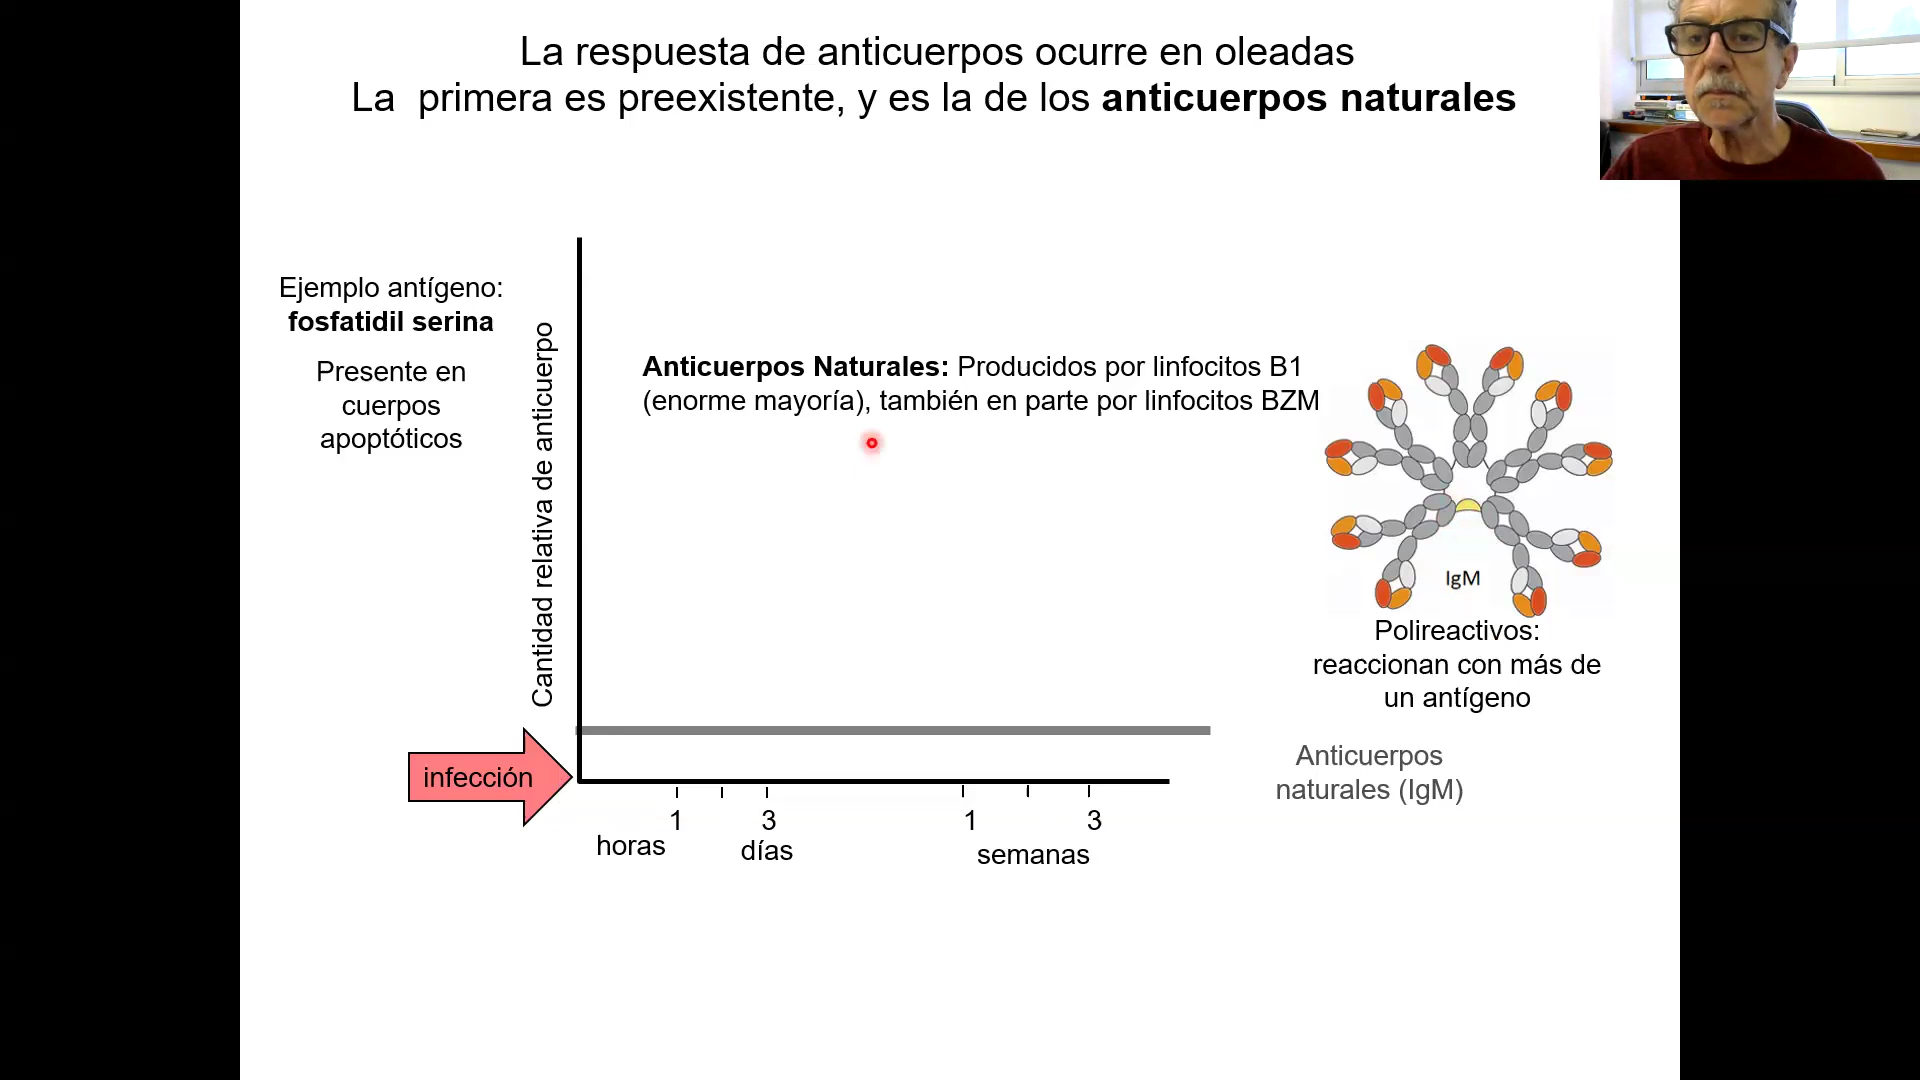 La respuesta de anticuerpos ocurre en oleadas
La primera es preexistente, y es la de los anticuerpos naturales
Ejemplo antígeno:
fosfatidil serina
Presente en
cuerpos
apoptóticos
Cantidad relativa de anticuerpo
Anticuerpos Naturales: Producidos por linfocitos B1
(enorme mayoría), también en parte por linfocitos BZM
IgM
Polireactivos:
reaccionan con más de
un antígeno
Anticuerpos
naturales (IgM)
infección
1 3 1 3
horas días semanas